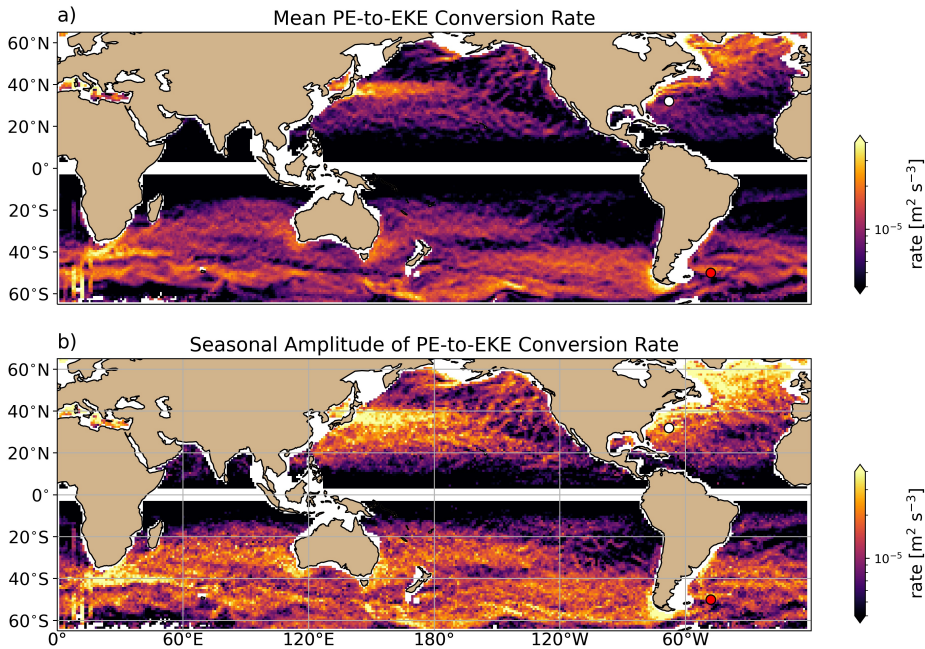 a)
Mean PE-to-EKE Conversion Rate
60°N
40°N
20°N
0°
20°S
40°S
60°S
10⁻⁵
rate [m² s⁻³]
b)
Seasonal Amplitude of PE-to-EKE Conversion Rate
60°N
40°N
20°N
0°
20°S
40°S
60°S
0° 60°E 120°E 180° 120°W 60°W
10⁻⁵
rate [m² s⁻³]